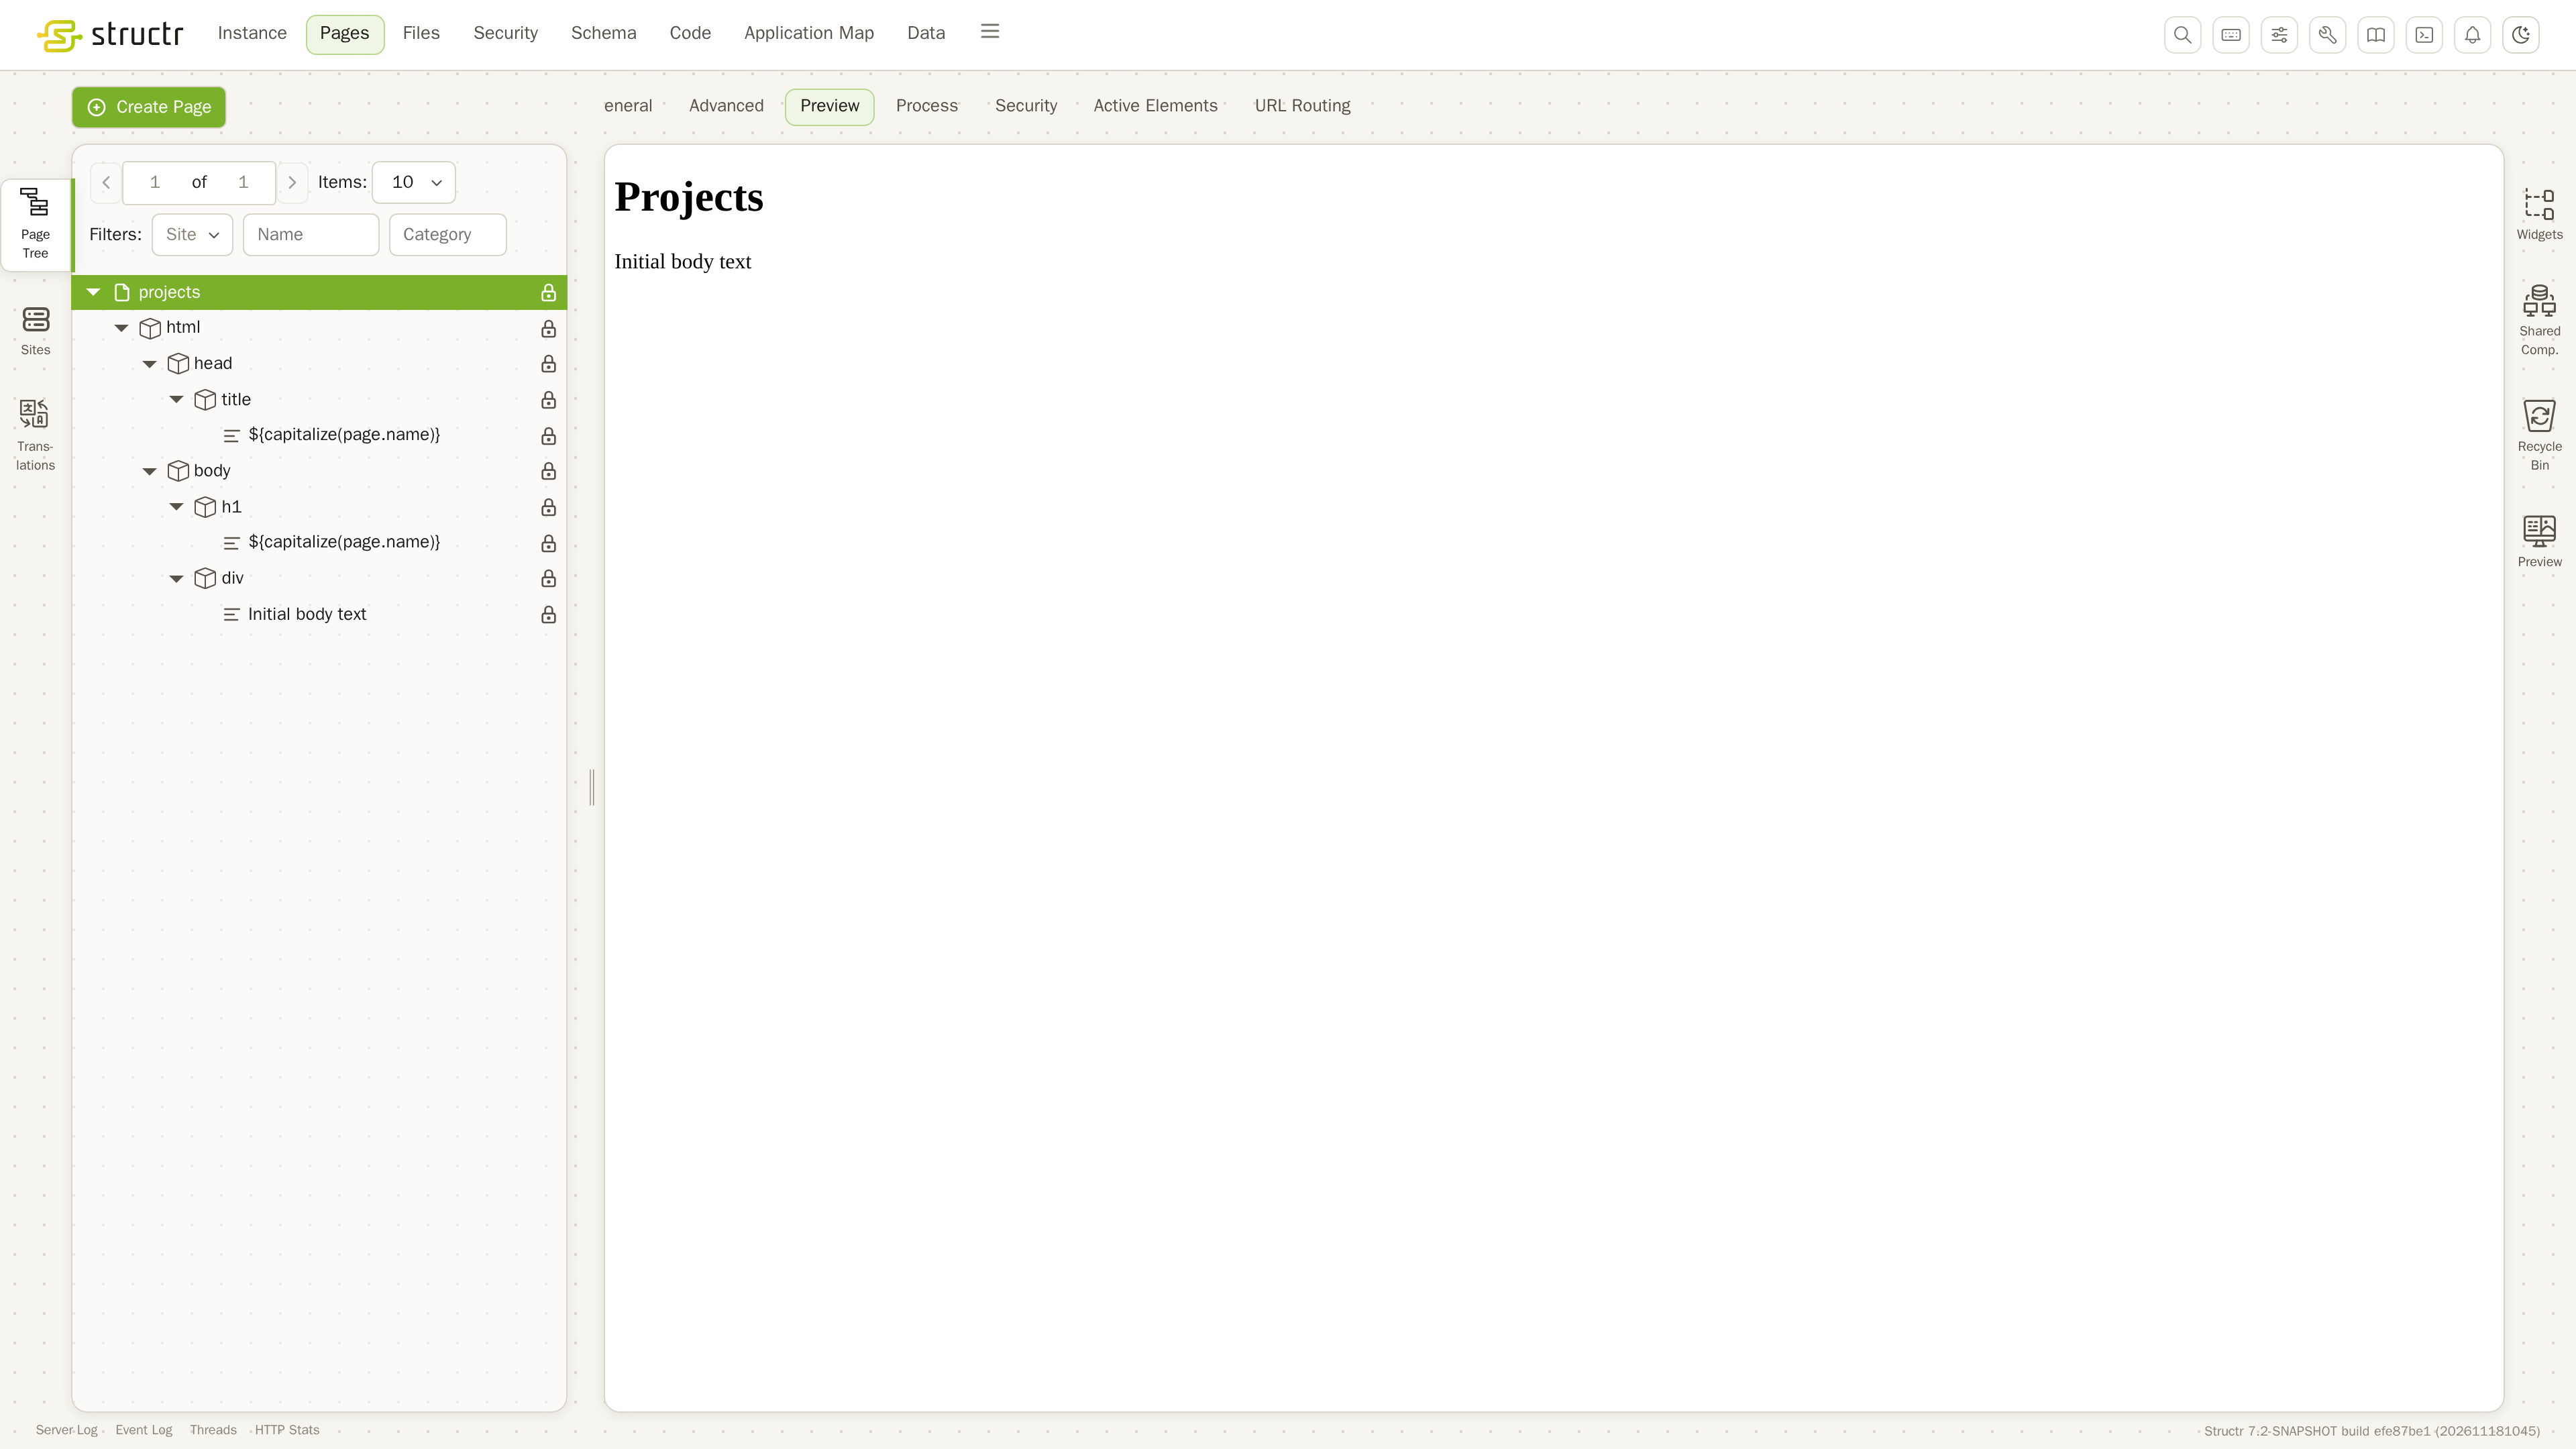 structr Instance Pages Files Security Schema Code Application Map Data
Create Page
eneral Advanced Preview Process Security Active Elements URL Routing
1 of 1 Items: 10
Filters: Site Name Category
Page
Tree
Sites
Trans-
lations
projects
html
head
title
${capitalize(page.name)}
body
h1
${capitalize(page.name)}
div
Initial body text
Projects
Initial body text
Widgets
Shared
Comp.
Recycle
Bin
Preview
Server Log Event Log Threads HTTP Stats
Structr 7.2-SNAPSHOT build efe87be1 (202611181045)